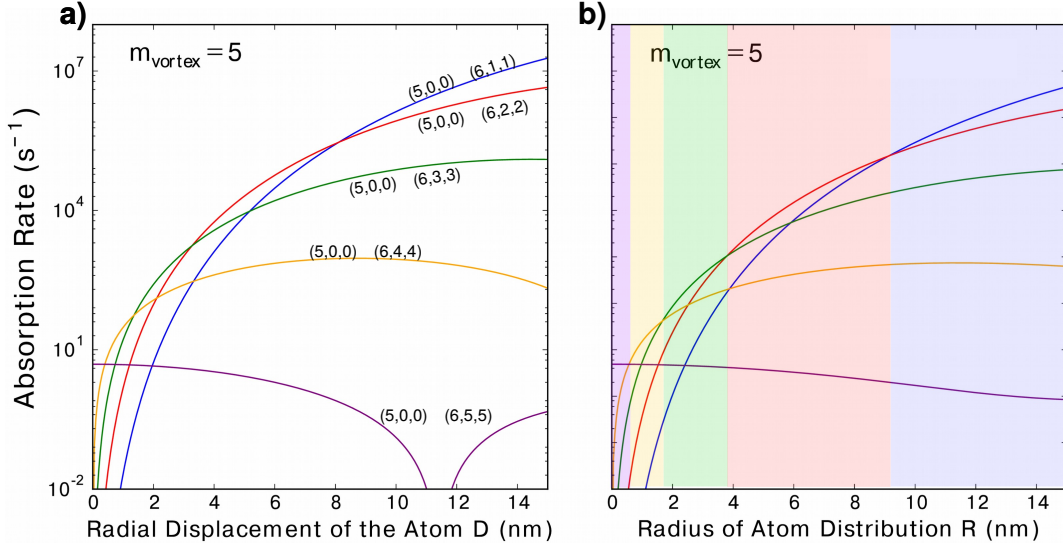 a)
m_vortex = 5
Absorption Rate (s⁻¹)
10⁷
10⁴
10¹
10⁻²
(5,0,0) (6,1,1)
(5,0,0) (6,2,2)
(5,0,0) (6,3,3)
(5,0,0) (6,4,4)
(5,0,0) (6,5,5)
0 2 4 6 8 10 12 14
Radial Displacement of the Atom D (nm)
b)
m_vortex = 5
0 2 4 6 8 10 12 14
Radius of Atom Distribution R (nm)